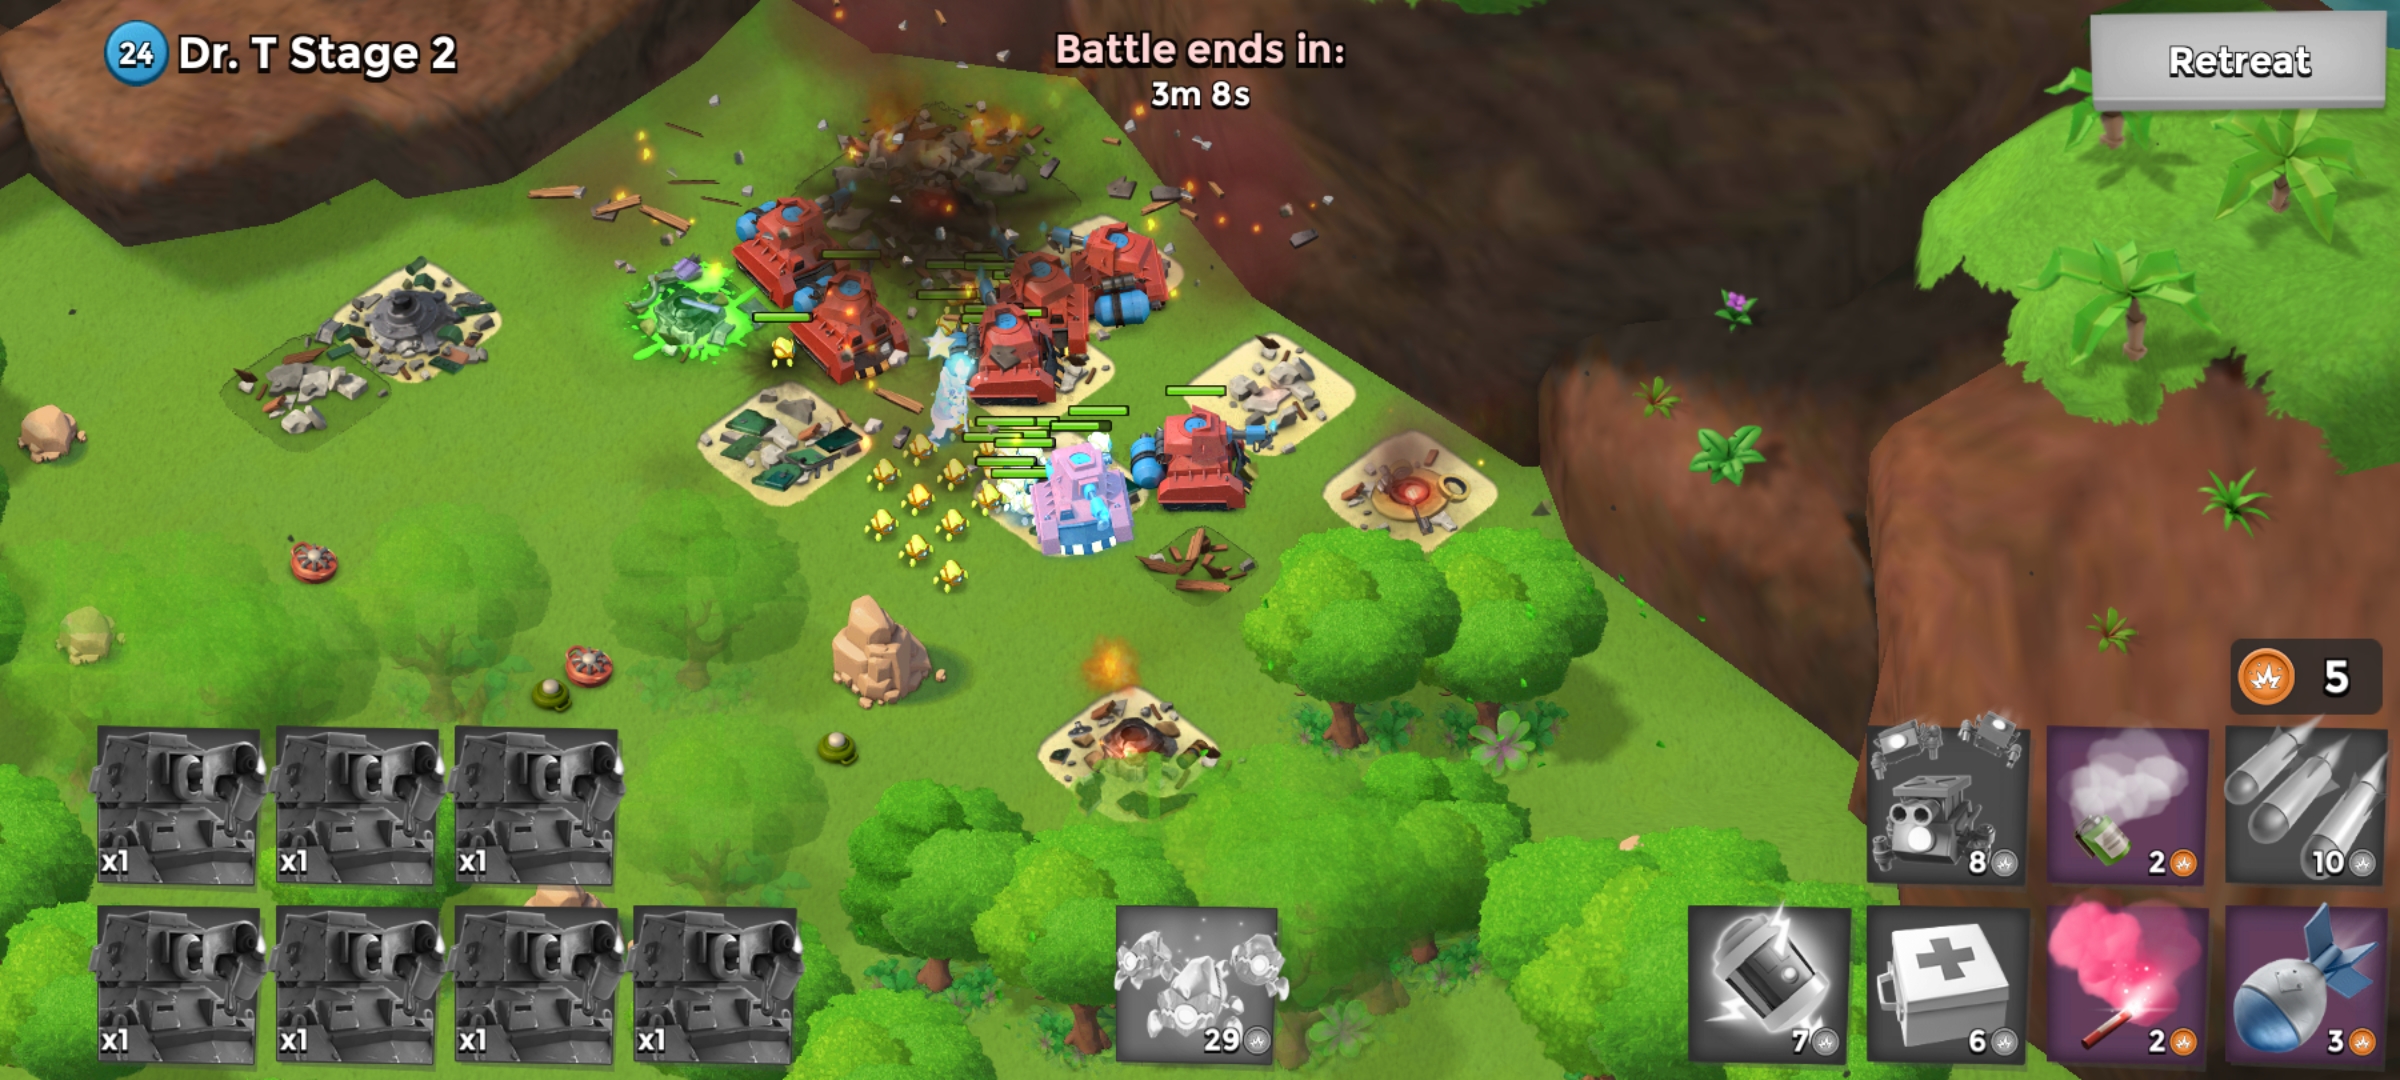 24 Dr. T Stage 2
Battle ends in:
3m 8s
Retreat
5
8
2
10
x1
x1
x1
x1
x1
x1
x1
29
7
6
2
3